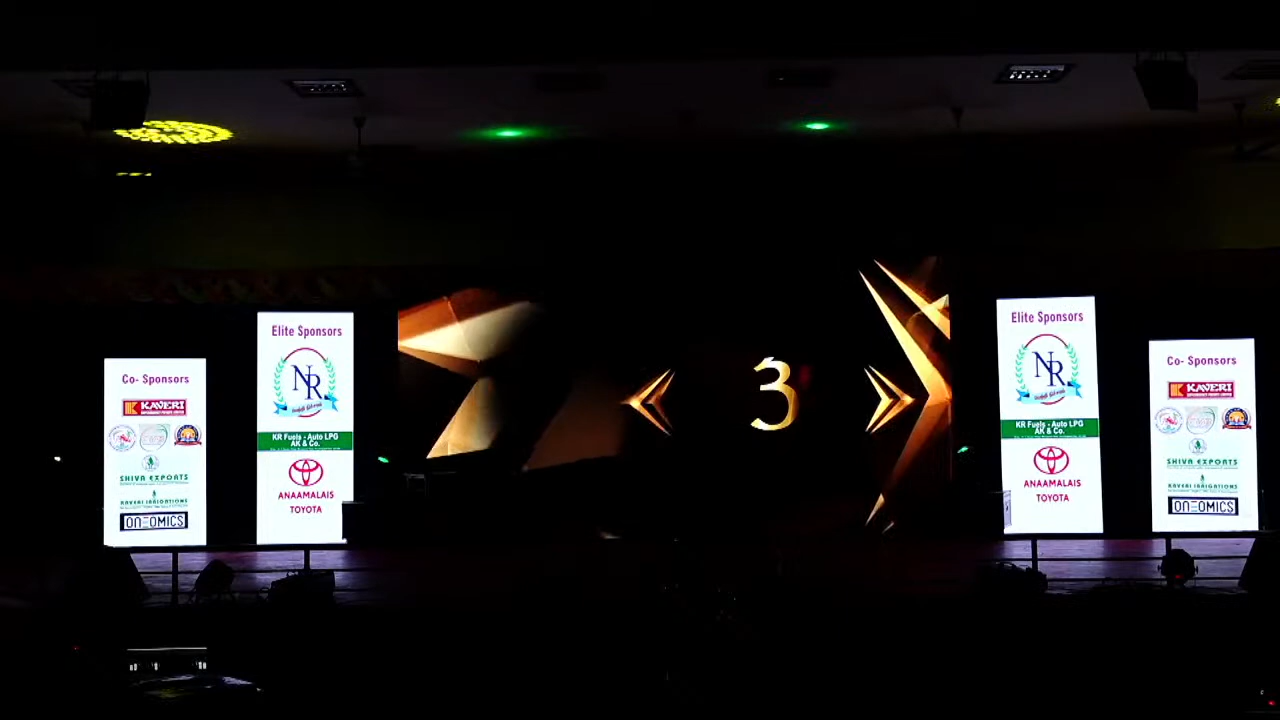 Co- Sponsors
KAVERI
SHIVA EXPORTS
KAVERI IRRIGATIONS
ONEOMICS
Elite Sponsors
NR
KR Fuels - Auto LPG
AK & Co.
ANAAMALAIS
TOYOTA
3
Elite Sponsors
NR
KR Fuels - Auto LPG
AK & Co.
ANAAMALAIS
TOYOTA
Co- Sponsors
KAVERI
SHIVA EXPORTS
KAVERI IRRIGATIONS
ONEOMICS